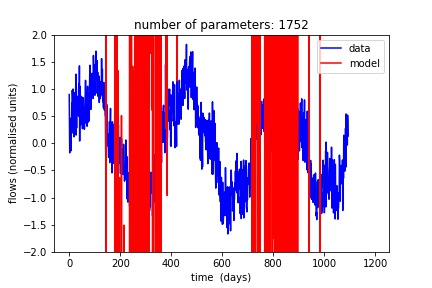 number of parameters: 1752
2.0
1.5
1.0
0.5
0.0
−0.5
−1.0
−1.5
−2.0
flows (normalised units)
data
model
0 200 400 600 800 1000 1200
time (days)